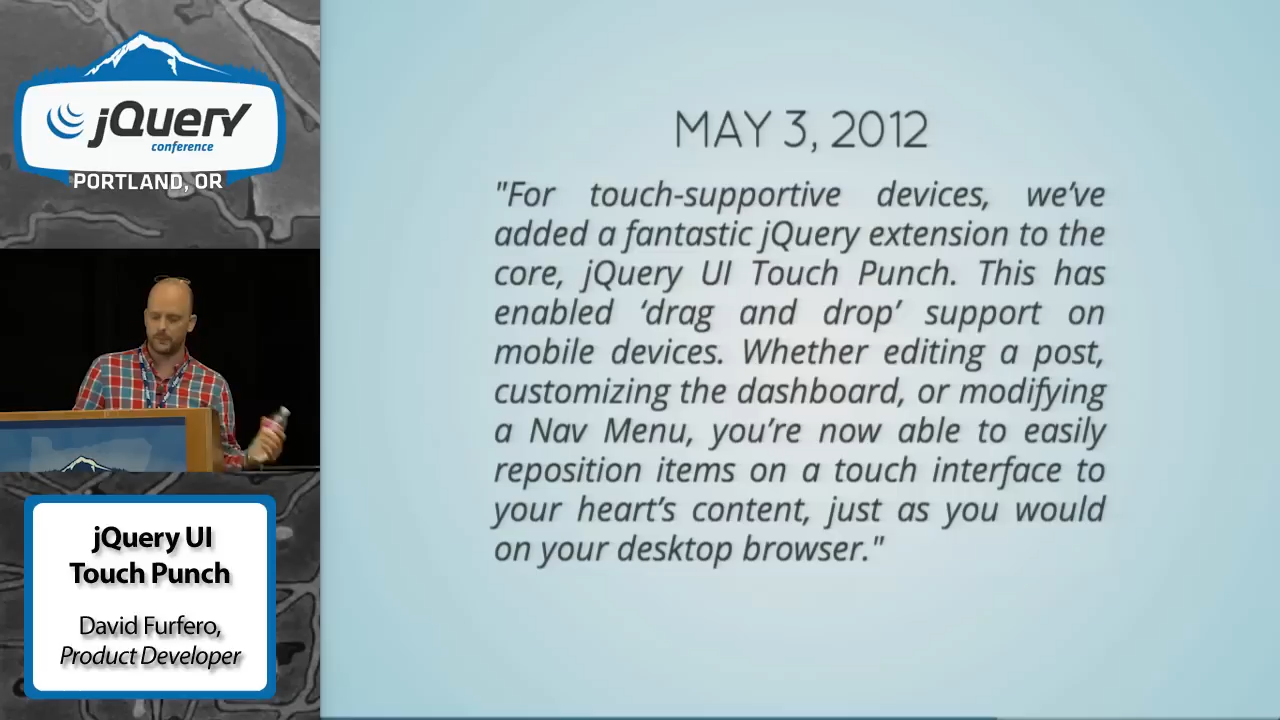 jQuery
conference
PORTLAND, OR
jQuery UI
Touch Punch
David Furfero,
Product Developer
MAY 3, 2012
"For touch-supportive devices, we’ve
added a fantastic jQuery extension to the
core, jQuery UI Touch Punch. This has
enabled ‘drag and drop’ support on
mobile devices. Whether editing a post,
customizing the dashboard, or modifying
a Nav Menu, you’re now able to easily
reposition items on a touch interface to
your heart’s content, just as you would
on your desktop browser."